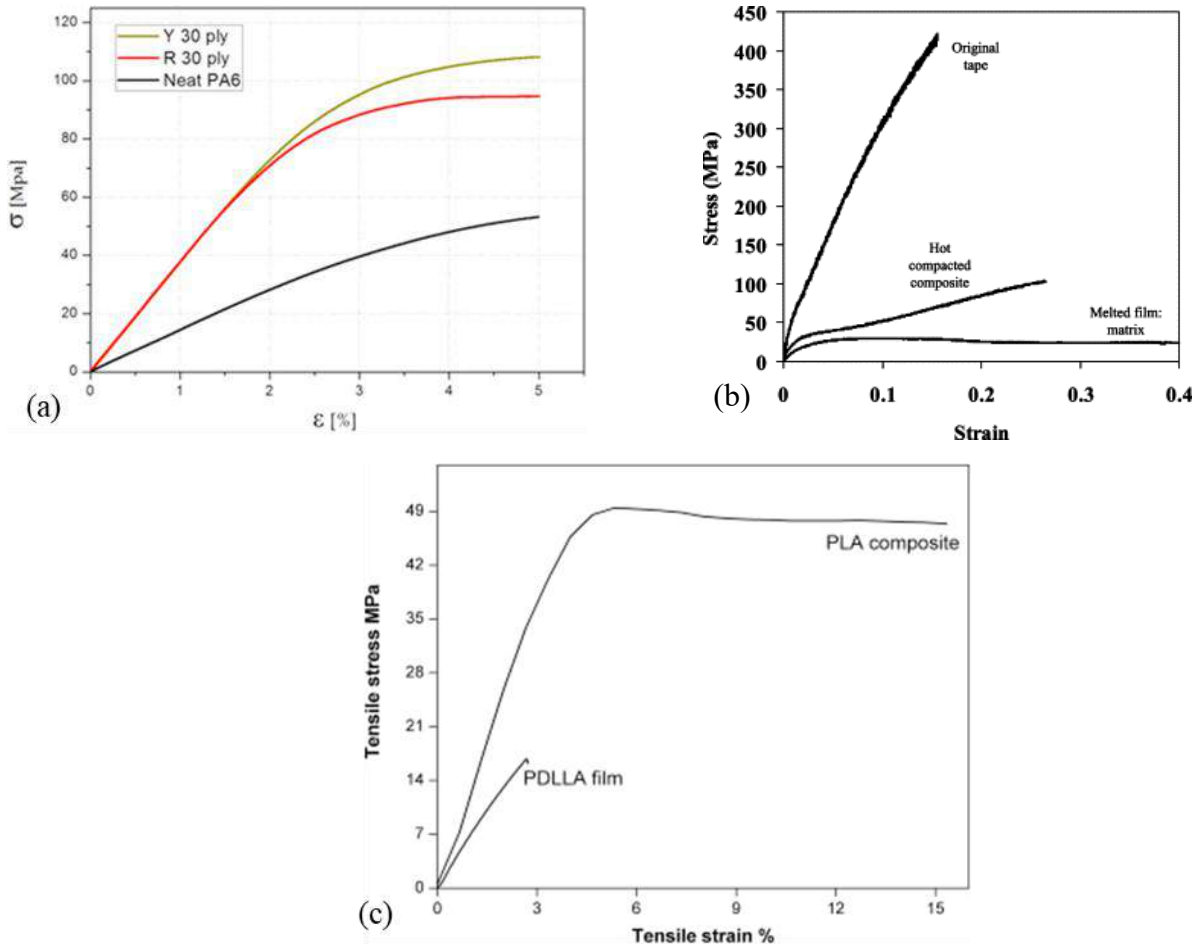 120
100
80
60
40
20
0
σ [Mpa]
Y 30 ply
R 30 ply
Neat PA6
0 1 2 3 4 5
ε [%]
(a)
450
400
350
300
250
200
150
100
50
0
Stress (MPa)
Original
tape
Hot
compacted
composite
Melted film:
matrix
0 0.1 0.2 0.3 0.4
Strain
(b)
49
42
35
28
21
14
7
0
Tensile stress MPa
PLA composite
PDLLA film
0 3 6 9 12 15
Tensile strain %
(c)